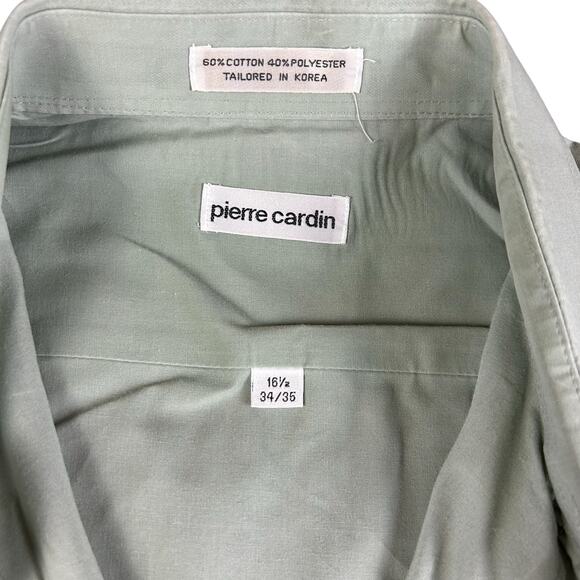 60% COTTON 40% POLYESTER
TAILORED IN KOREA
pierre cardin
16½
34/35